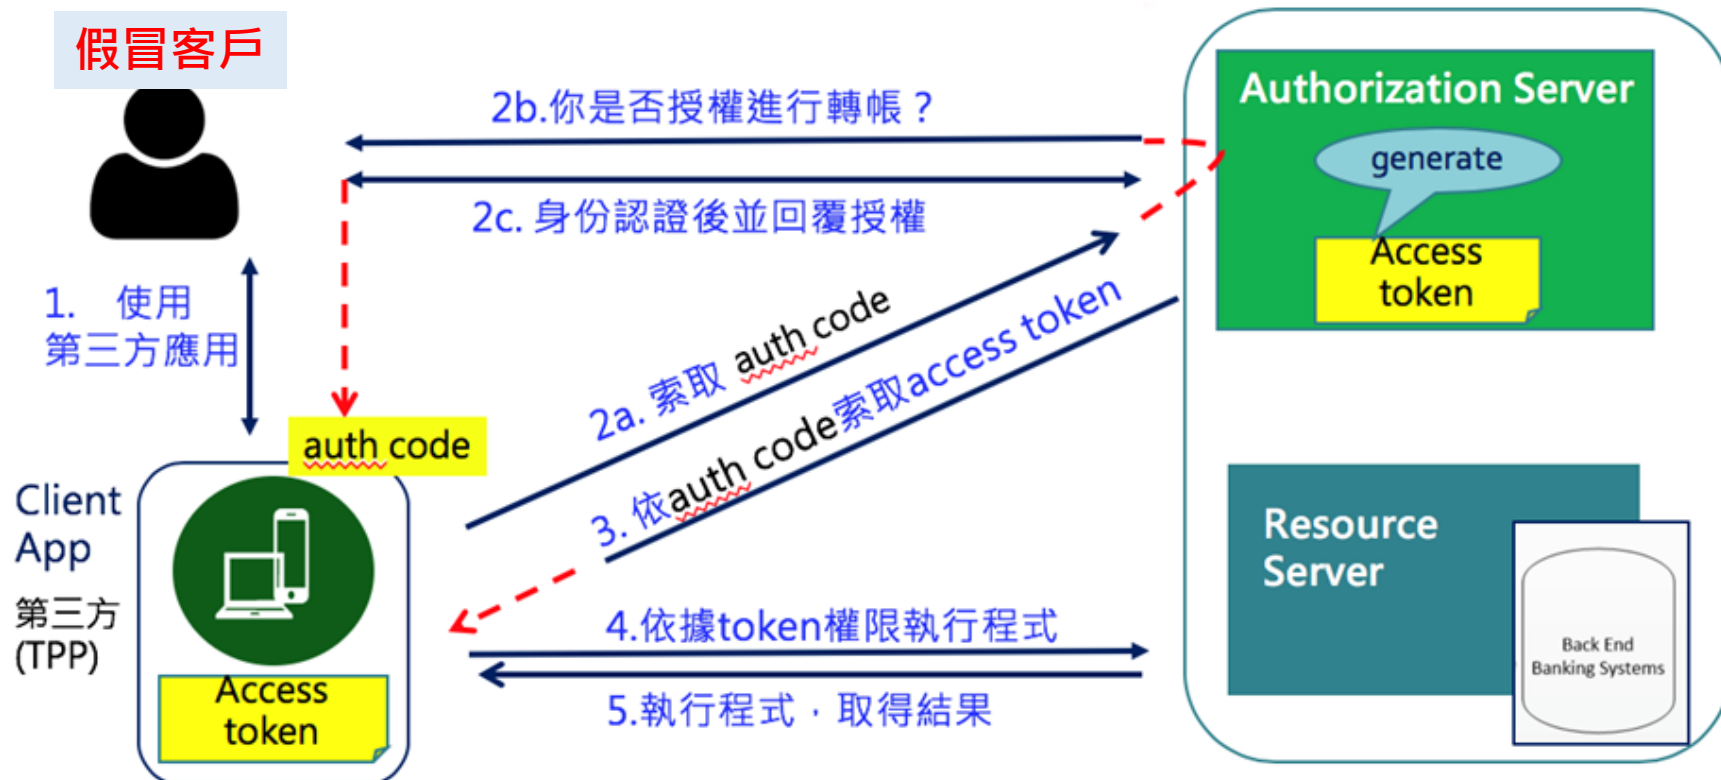 假冒客戶
2b.你是否授權進行轉帳？
2c. 身份認證後並回覆授權
Authorization Server
generate
Access
token
1. 使用
第三方應用
2a. 索取 auth code
3. 依auth code索取access token
auth code
Client
App
第三方
(TPP)
Access
token
4.依據token權限執行程式
5.執行程式，取得結果
Resource
Server
Back End
Banking Systems